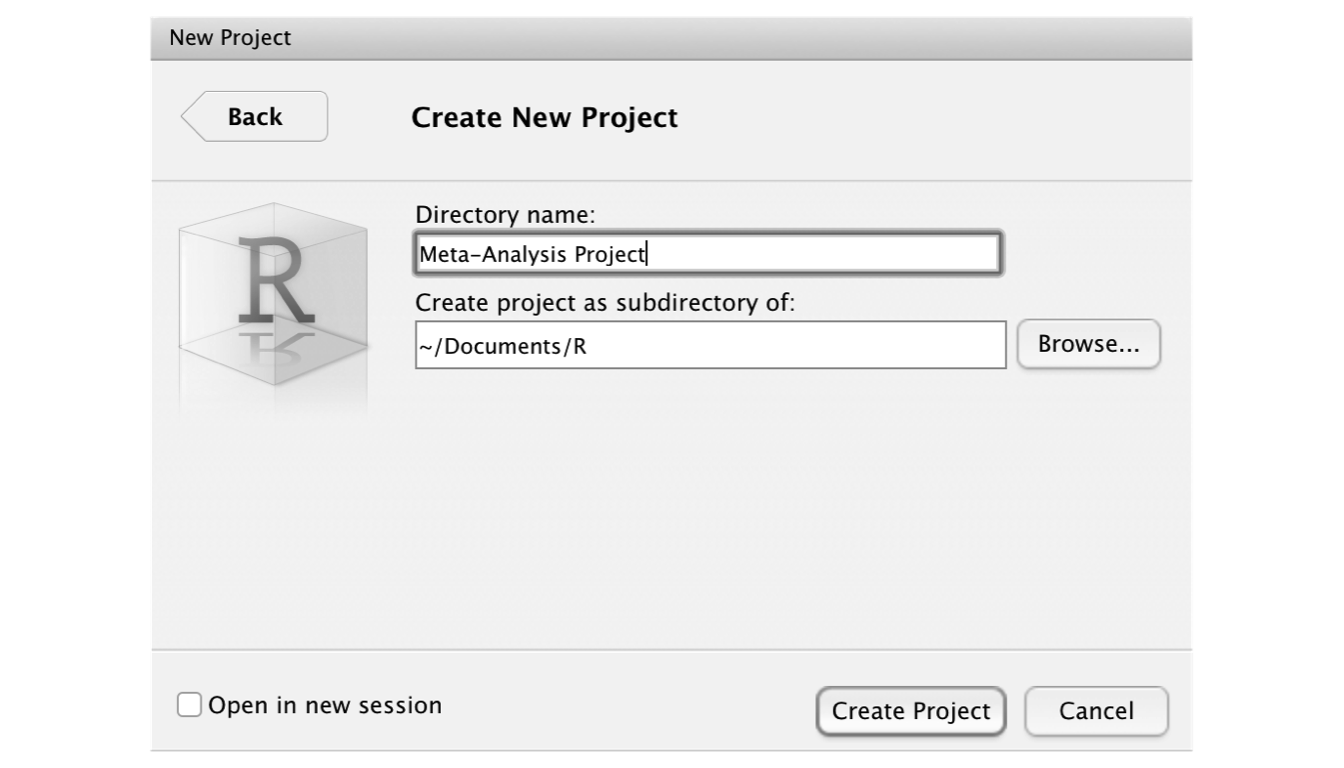 New Project
Back
Create New Project
R
Directory name:
Meta-Analysis Project
Create project as subdirectory of:
~/Documents/R
Browse...
Open in new session
Create Project
Cancel